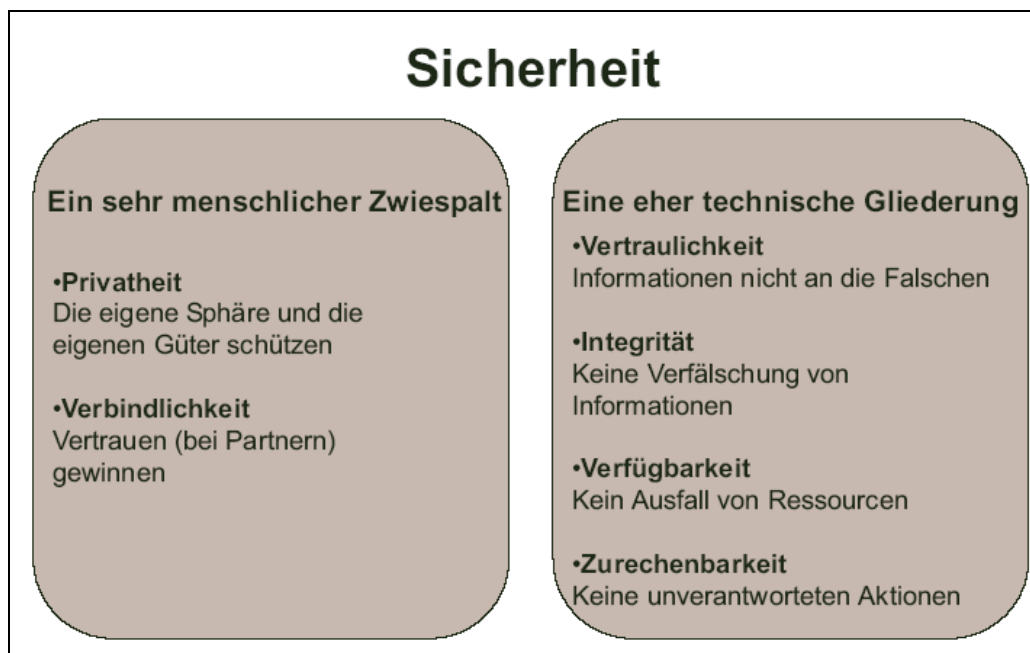 Sicherheit
Ein sehr menschlicher Zwiespalt
•Privatheit
Die eigene Sphäre und die
eigenen Güter schützen
•Verbindlichkeit
Vertrauen (bei Partnern)
gewinnen
Eine eher technische Gliederung
•Vertraulichkeit
Informationen nicht an die Falschen
•Integrität
Keine Verfälschung von
Informationen
•Verfügbarkeit
Kein Ausfall von Ressourcen
•Zurechenbarkeit
Keine unverantworteten Aktionen